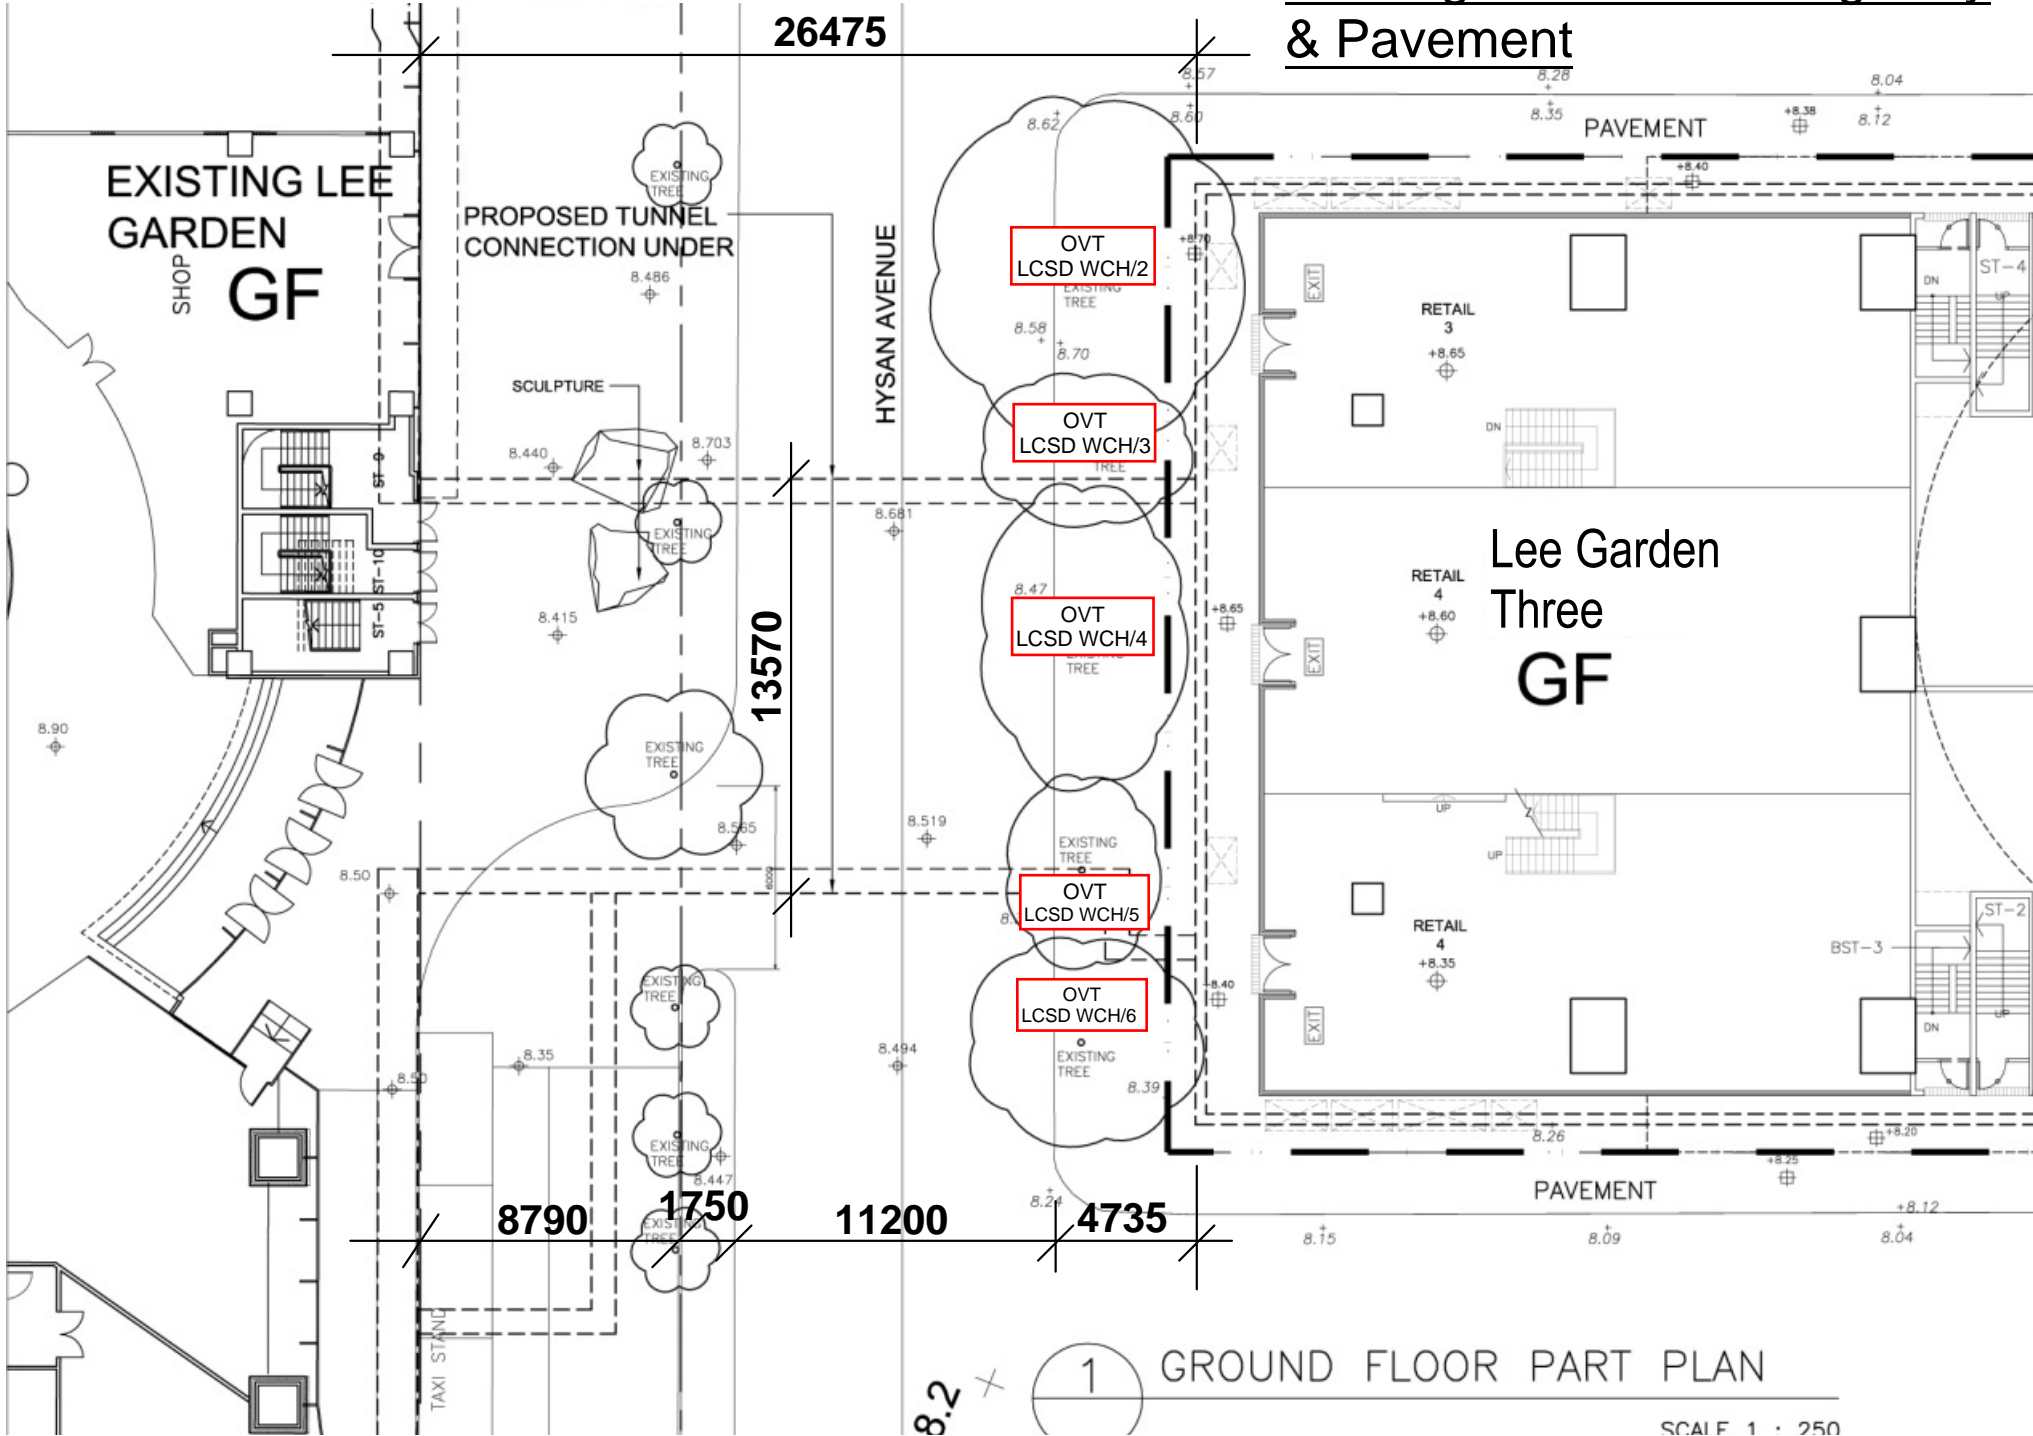 & Pavement
26475
8.57
8.60
8.62
8.28
8.35
8.04
8.12
+8.38
PAVEMENT
+8.40
EXISTING LEE
GARDEN
SHOP
GF
EXISTING
TREE
PROPOSED TUNNEL
CONNECTION UNDER
8.486
HYSAN AVENUE
OVT
LCSD WCH/2
EXISTING
TREE
8.58
8.70
+8.70
EXIT
RETAIL
3
+8.65
DN
ST-4
UP
SCULPTURE
8.440
8.703
OVT
LCSD WCH/3
TREE
DN
ST-9
8.681
EXISTING
TREE
ST-10
ST-5
8.415
13570
8.47
OVT
LCSD WCH/4
TREE
+8.65
EXIT
RETAIL
4
+8.60
Lee Garden
Three
GF
8.90
EXISTING
TREE
8.565
8.519
6000
8.50
EXISTING
TREE
OVT
LCSD WCH/5
UP
UP
RETAIL
4
+8.35
ST-2
BST-3
DN
UP
EXISTING
TREE
OVT
LCSD WCH/6
EXISTING
TREE
8.39
8.40
EXIT
8.494
8.35
8.50
EXISTING
TREE
8.447
8.26
+8.20
+8.25
PAVEMENT
+8.12
8.24
8.15
8.09
8.04
8790
1750
11200
4735
EXISTING
TREE
TAXI STAND
8.2
1
GROUND FLOOR PART PLAN
SCALE 1 : 250